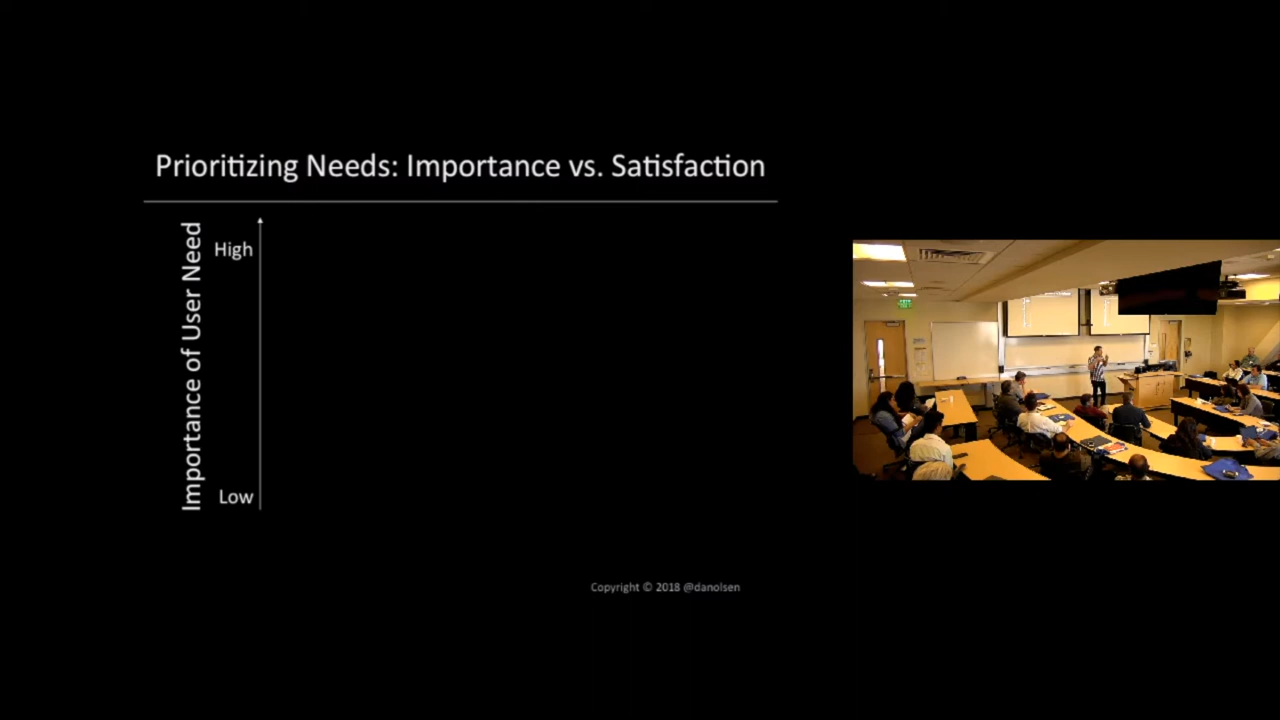 Prioritizing Needs: Importance vs. Satisfaction
Importance of User Need
High
Low
Copyright © 2018 @danolsen